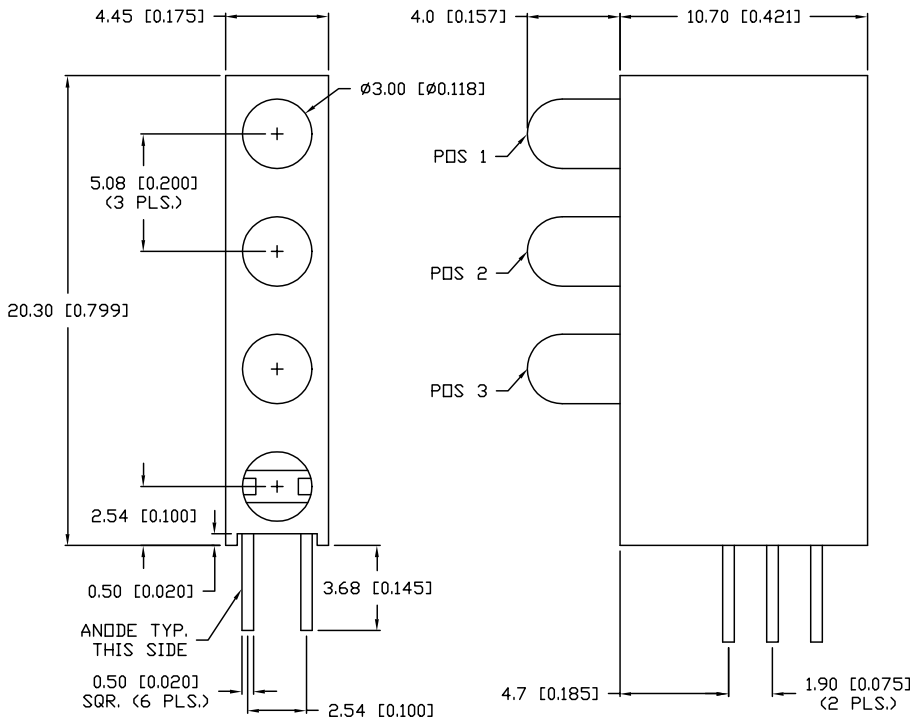 4.45 [0.175]
4.0 [0.157]
10.70 [0.421]
Ø3.00 [Ø0.118]
POS 1
5.08 [0.200]
(3 PLS.)
POS 2
20.30 [0.799]
POS 3
2.54 [0.100]
0.50 [0.020]
3.68 [0.145]
ANODE TYP.
THIS SIDE
0.50 [0.020]
SQR. (6 PLS.)
2.54 [0.100]
4.7 [0.185]
1.90 [0.075]
(2 PLS.)